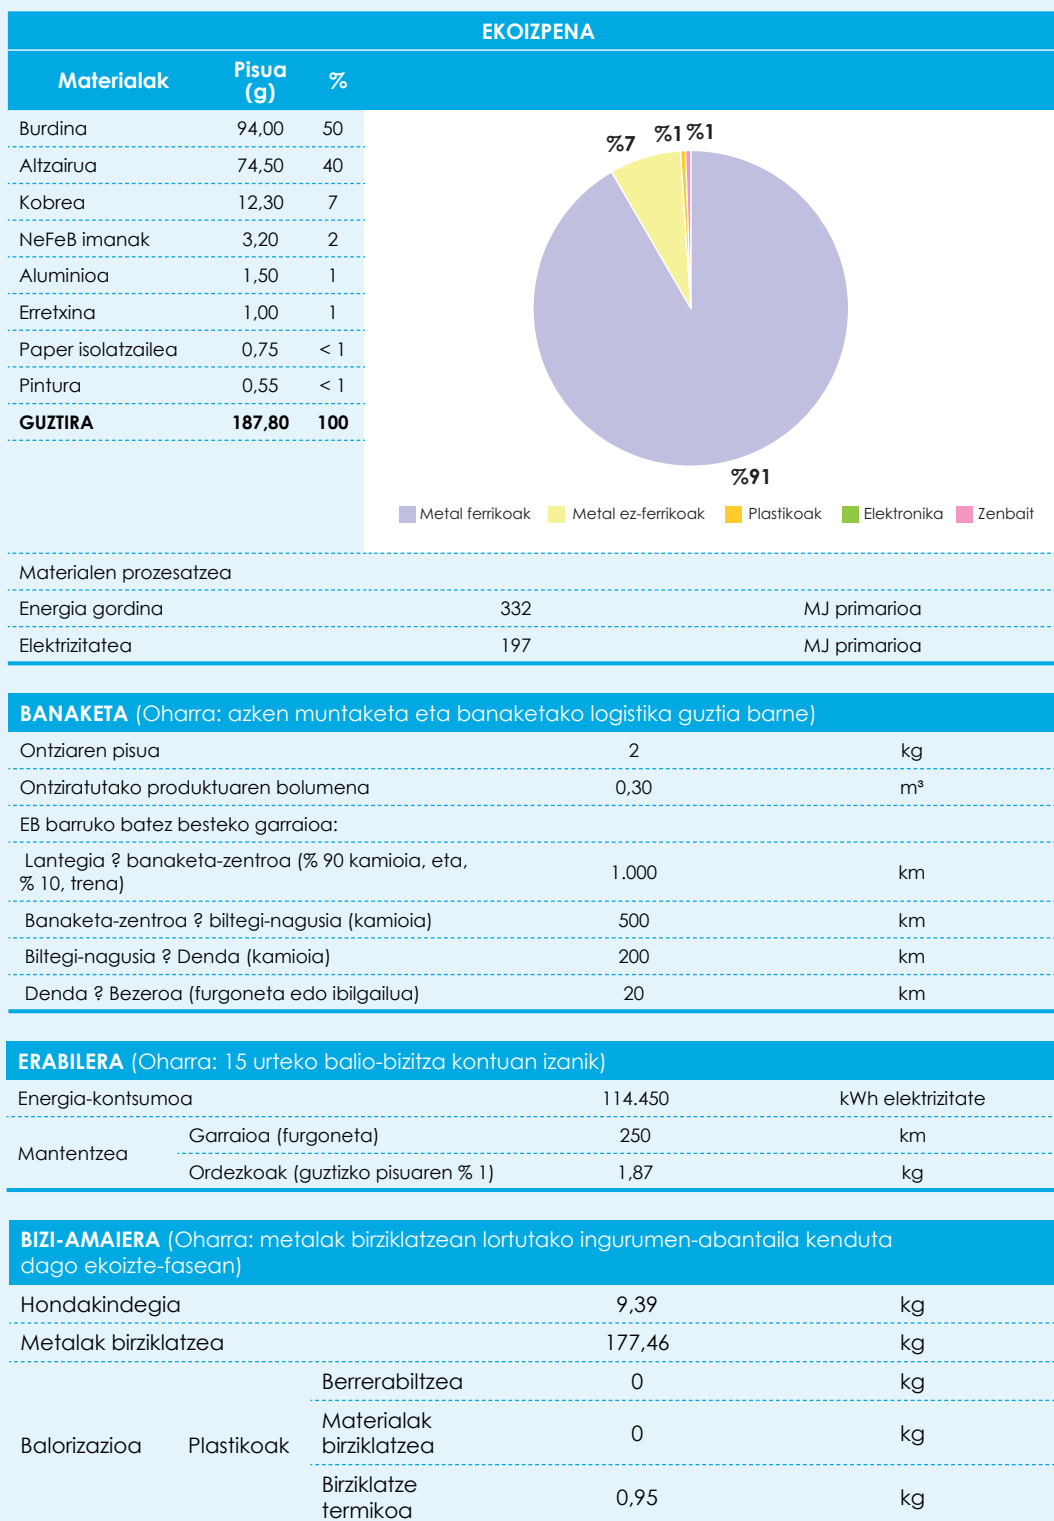 EKOIZPENA
Materialak Pisua (g) %
Burdina 94,00 50
Altzairua 74,50 40
Kobrea 12,30 7
NeFeB imanak 3,20 2
Aluminioa 1,50 1
Erretxina 1,00 1
Paper isolatzailea 0,75 < 1
Pintura 0,55 < 1
GUZTIRA 187,80 100
%7 %1 %1
%91
Metal ferrikoak Metal ez-ferrikoak Plastikoak Elektronika Zenbait
Materialen prozesatzea
Energia gordina 332 MJ primarioa
Elektrizitatea 197 MJ primarioa
BANAKETA (Oharra: azken muntaketa eta banaketako logistika guztia barne)
Ontziaren pisua 2 kg
Ontziratutako produktuaren bolumena 0,30 m³
EB barruko batez besteko garraioa:
Lantegia ? banaketa-zentroa (% 90 kamioia, eta,
% 10, trena) 1.000 km
Banaketa-zentroa ? biltegi-nagusia (kamioia) 500 km
Biltegi-nagusia ? Denda (kamioia) 200 km
Denda ? Bezeroa (furgoneta edo ibilgailua) 20 km
ERABILERA (Oharra: 15 urteko balio-bizitza kontuan izanik)
Energia-kontsumoa 114.450 kWh elektrizitate
Mantentzea Garraioa (furgoneta) 250 km
Ordezkoak (guztizko pisuaren % 1) 1,87 kg
BIZI-AMAIERA (Oharra: metalak birziklatzean lortutako ingurumen-abantaila kenduta
dago ekoizte-fasean)
Hondakindegia 9,39 kg
Metalak birziklatzea 177,46 kg
Balorizazioa Plastikoak Berrerabiltzea 0 kg
Materialak
birziklatzea 0 kg
Birziklatze
termikoa 0,95 kg